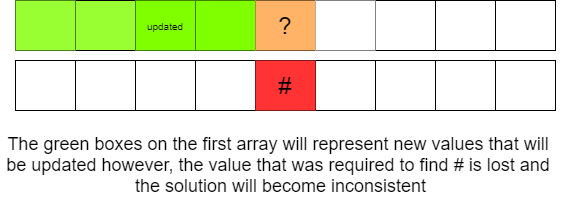 updated
?
#
The green boxes on the first array will represent new values that will
be updated however, the value that was required to find # is lost and
the solution will become inconsistent